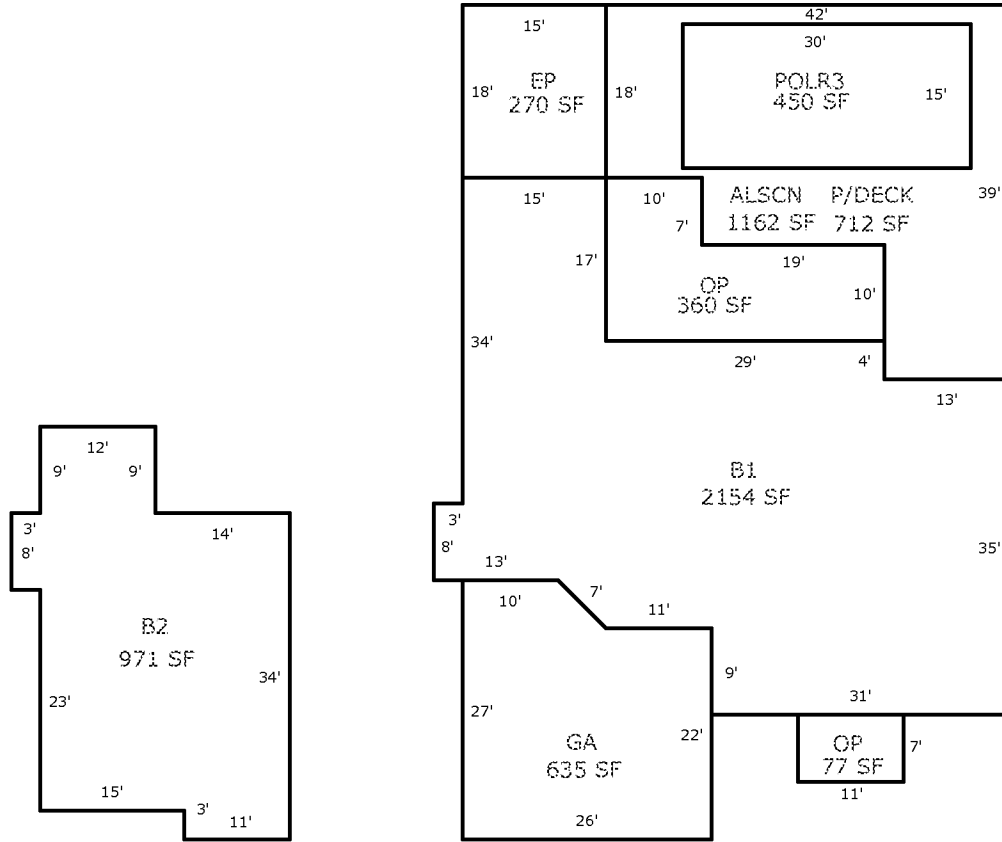 42'
15'
30'
EP
270 SF
18'
18'
POLR3
450 SF
15'
15'
10'
ALSCN P/DECK
1162 SF 712 SF
39'
7'
17'
19'
OP
360 SF
10'
34'
29'
4'
13'
12'
9'
9'
B1
2154 SF
3'
14'
3'
8'
8'
35'
13'
10'
7'
11'
B2
971 SF
34'
9'
23'
31'
27'
22'
GA
635 SF
OP
77 SF
7'
15'
11'
3'
11'
26'